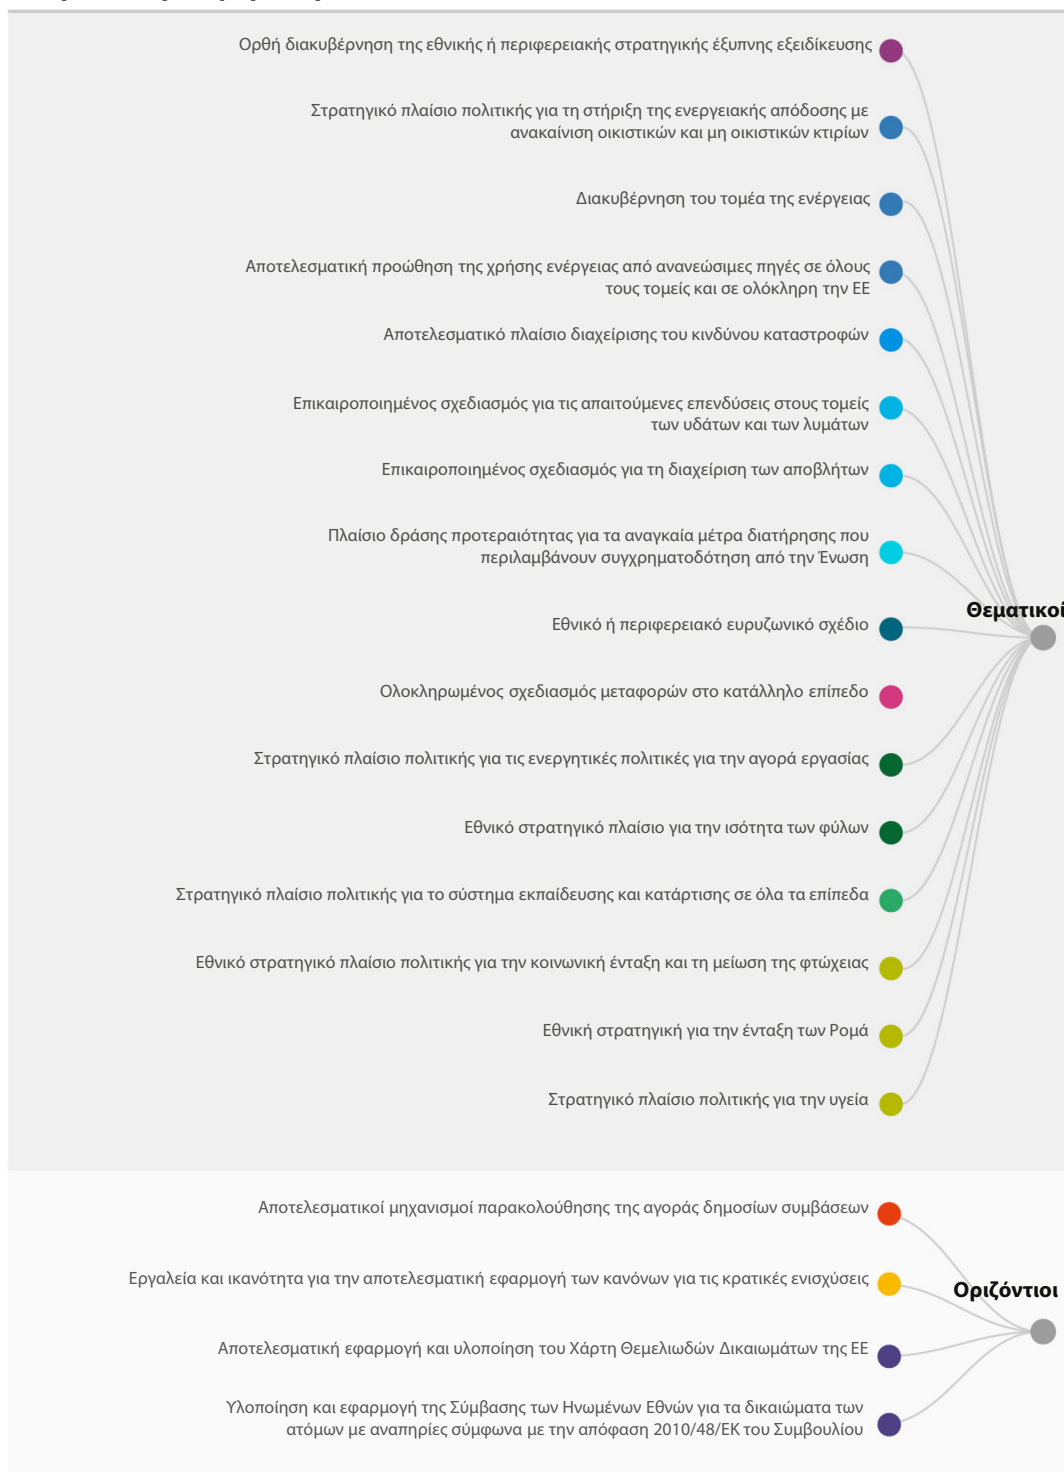 Ορθή διακυβέρνηση της εθνικής ή περιφερειακής στρατηγικής έξυπνης εξειδίκευσης
Στρατηγικό πλαίσιο πολιτικής για τη στήριξη της ενεργειακής απόδοσης με
ανακαίνιση οικιστικών και μη οικιστικών κτιρίων
Διακυβέρνηση του τομέα της ενέργειας
Αποτελεσματική προώθηση της χρήσης ενέργειας από ανανεώσιμες πηγές σε όλους
τους τομείς και σε ολόκληρη την ΕΕ
Αποτελεσματικό πλαίσιο διαχείρισης του κινδύνου καταστροφών
Επικαιροποιημένος σχεδιασμός για τις απαιτούμενες επενδύσεις στους τομείς
των υδάτων και των λυμάτων
Επικαιροποιημένος σχεδιασμός για τη διαχείριση των αποβλήτων
Πλαίσιο δράσης προτεραιότητας για τα αναγκαία μέτρα διατήρησης που
περιλαμβάνουν συγχρηματοδότηση από την Ένωση
Θεματικοί
Εθνικό ή περιφερειακό ευρυζωνικό σχέδιο
Ολοκληρωμένος σχεδιασμός μεταφορών στο κατάλληλο επίπεδο
Στρατηγικό πλαίσιο πολιτικής για τις ενεργητικές πολιτικές για την αγορά εργασίας
Εθνικό στρατηγικό πλαίσιο για την ισότητα των φύλων
Στρατηγικό πλαίσιο πολιτικής για το σύστημα εκπαίδευσης και κατάρτισης σε όλα τα επίπεδα
Εθνικό στρατηγικό πλαίσιο πολιτικής για την κοινωνική ένταξη και τη μείωση της φτώχειας
Εθνική στρατηγική για την ένταξη των Ρομά
Στρατηγικό πλαίσιο πολιτικής για την υγεία
Αποτελεσματικοί μηχανισμοί παρακολούθησης της αγοράς δημοσίων συμβάσεων
Εργαλεία και ικανότητα για την αποτελεσματική εφαρμογή των κανόνων για τις κρατικές ενισχύσεις
Οριζόντιοι
Αποτελεσματική εφαρμογή και υλοποίηση του Χάρτη Θεμελιωδών Δικαιωμάτων της ΕΕ
Υλοποίηση και εφαρμογή της Σύμβασης των Ηνωμένων Εθνών για τα δικαιώματα των
ατόμων με αναπηρίες σύμφωνα με την απόφαση 2010/48/ΕΚ του Συμβουλίου